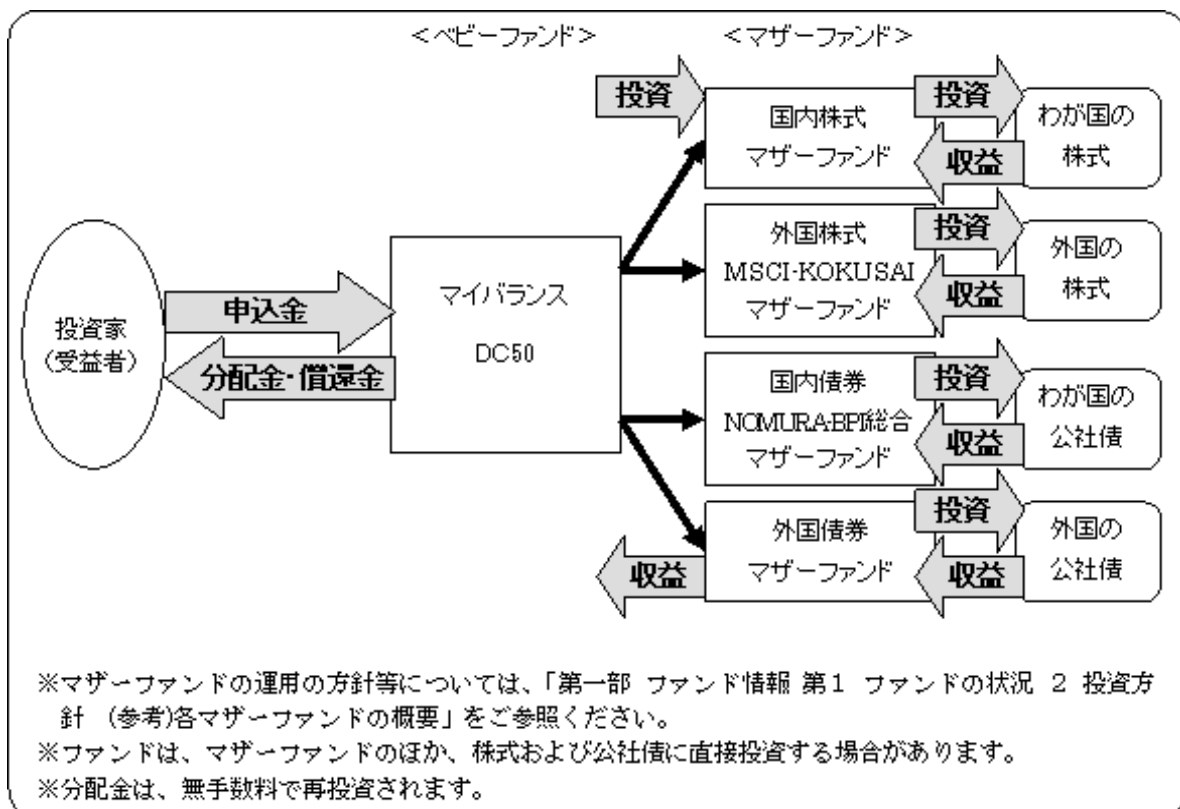 <ベビーファンド>
<マザーファンド>
投資
国内株式
マザーファンド
投資
収益
わが国の
株式
外国株式
MSCI-KOKUSAI
マザーファンド
投資
収益
外国の
株式
投資家
(受益者)
申込金
分配金・償還金
マイバランス
DC50
国内債券
NOMURA-BPI総合
マザーファンド
投資
収益
わが国の
公社債
外国債券
マザーファンド
投資
収益
外国の
公社債
収益
※マザーファンドの運用の方針等については、「第一部 ファンド情報 第1 ファンドの状況 2 投資方
針 (参考)各マザーファンドの概要」をご参照ください。
※ファンドは、マザーファンドのほか、株式および公社債に直接投資する場合があります。
※分配金は、無手数料で再投資されます。